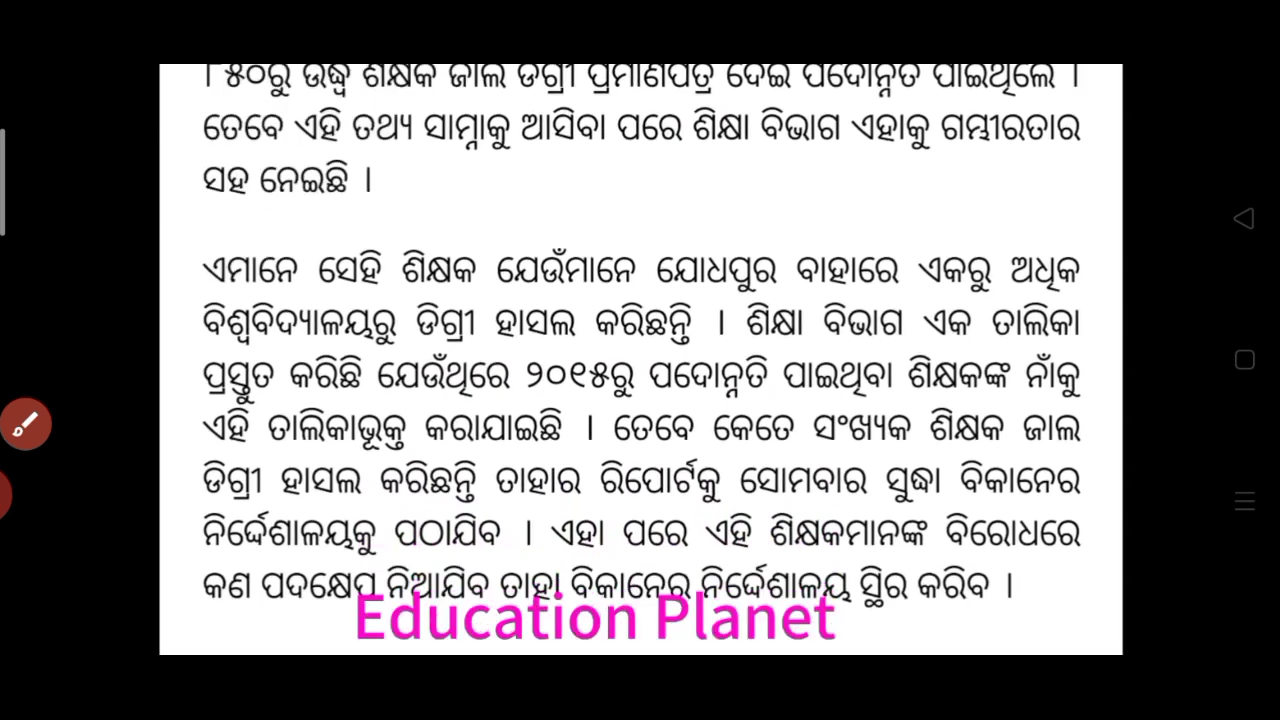 । ୫୦ରୁ ଉର୍ଦ୍ଧ୍ୱ ଶିକ୍ଷକ ଜାଲ ଡିଗ୍ରୀ ପ୍ରମାଣପତ୍ର ଦେଇ ପଦୋନ୍ନତି ପାଇଥିଲେ ।
ତେବେ ଏହି ତଥ୍ୟ ସାମ୍ନାକୁ ଆସିବା ପରେ ଶିକ୍ଷା ବିଭାଗ ଏହାକୁ ଗମ୍ଭୀରତାର
ସହ ନେଇଛି ।
ଏମାନେ ସେହି ଶିକ୍ଷକ ଯେଉଁମାନେ ଯୋଧପୁର ବାହାରେ ଏକରୁ ଅଧିକ
ବିଶ୍ୱବିଦ୍ୟାଳୟରୁ ଡିଗ୍ରୀ ହାସଲ କରିଛନ୍ତି । ଶିକ୍ଷା ବିଭାଗ ଏକ ତାଲିକା
ପ୍ରସ୍ତୁତ କରିଛି ଯେଉଁଥିରେ ୨୦୧୫ରୁ ପଦୋନ୍ନତି ପାଇଥିବା ଶିକ୍ଷକଙ୍କ ନାଁକୁ
ଏହି ତାଲିକାଭୂକ୍ତ କରାଯାଇଛି । ତେବେ କେତେ ସଂଖ୍ୟକ ଶିକ୍ଷକ ଜାଲ
ଡିଗ୍ରୀ ହାସଲ କରିଛନ୍ତି ତାହାର ରିପୋର୍ଟକୁ ସୋମବାର ସୁଦ୍ଧା ବିକାନେର
ନିର୍ଦ୍ଦେଶାଳୟକୁ ପଠାଯିବ । ଏହା ପରେ ଏହି ଶିକ୍ଷକମାନଙ୍କ ବିରୋଧରେ
କଣ ପଦକ୍ଷେପ ନିଆଯିବ ତାହା ବିକାନେର ନିର୍ଦ୍ଦେଶାଳୟ ସ୍ଥିର କରିବ ।
Education Planet